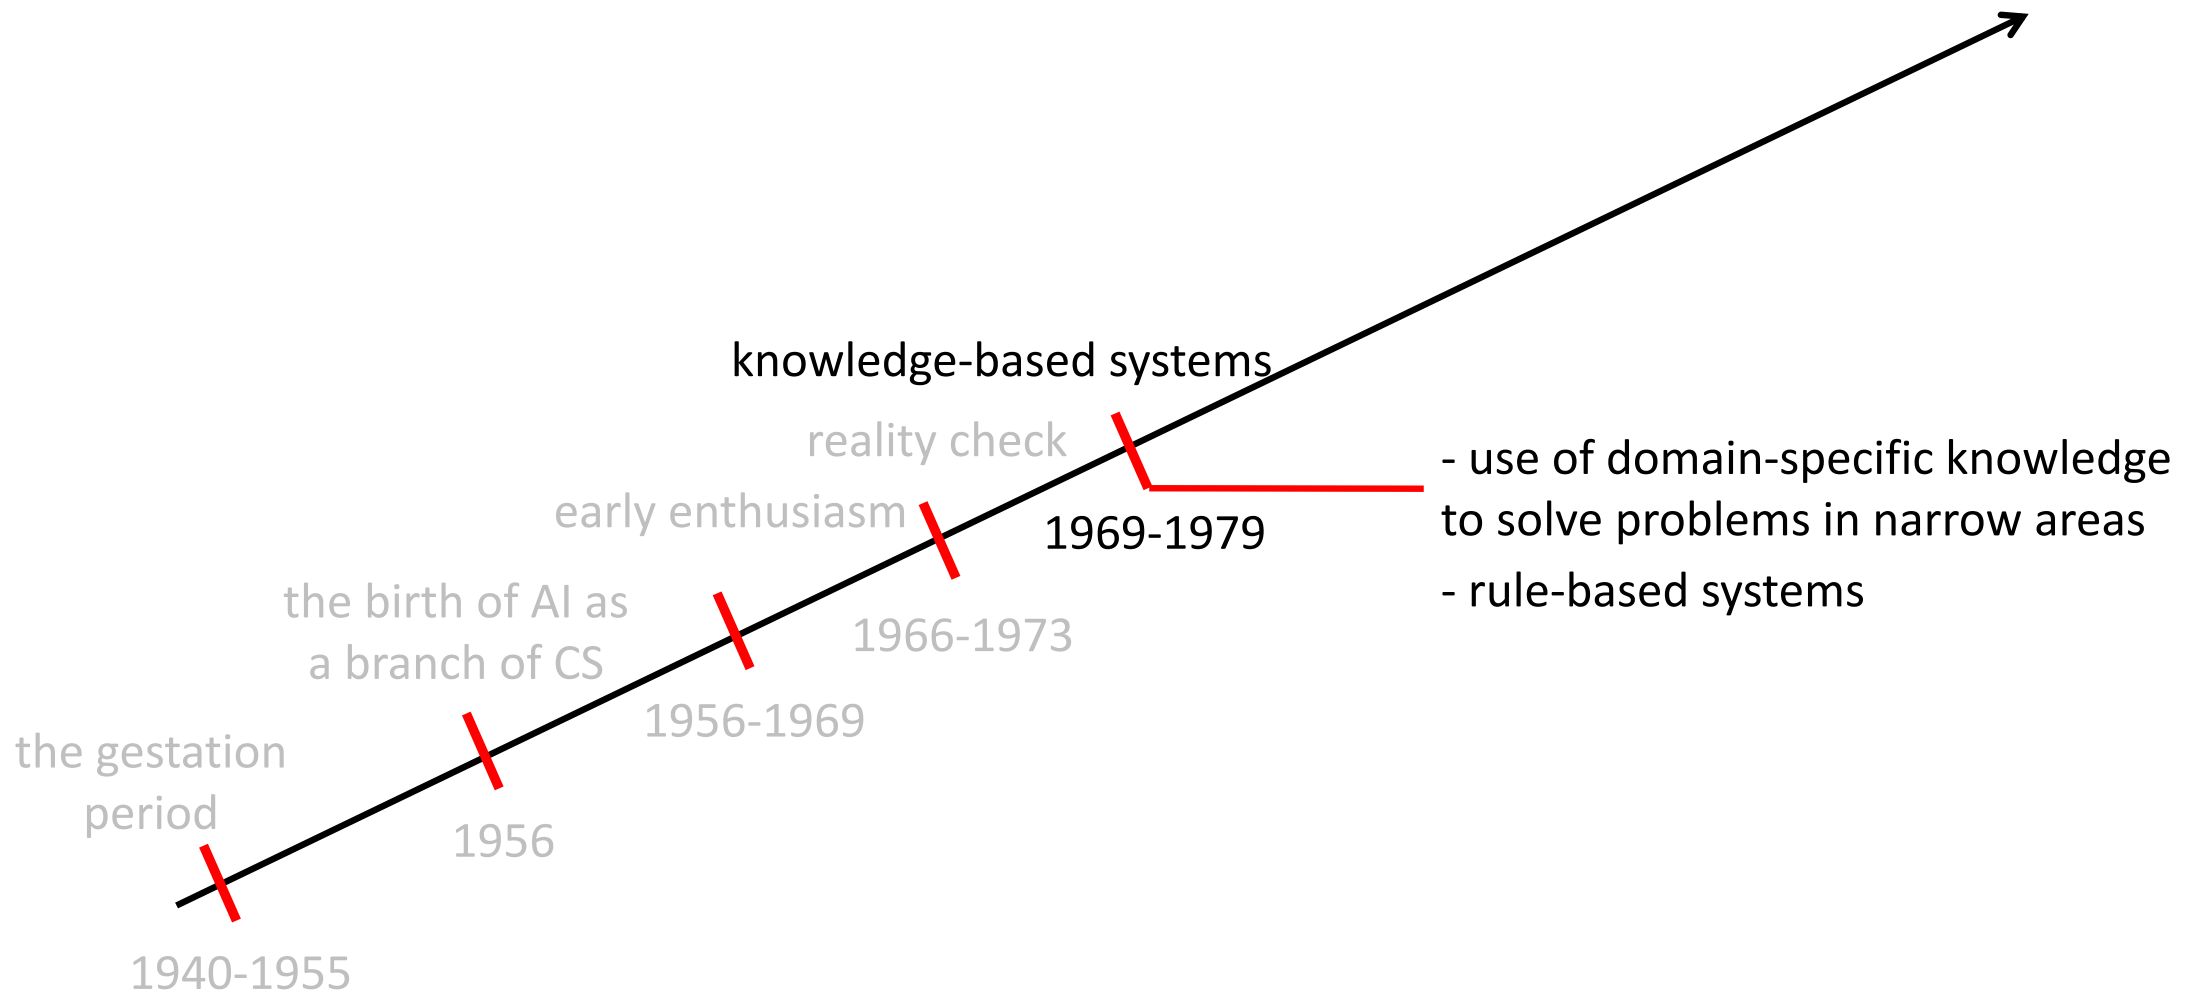 knowledge-based systems
reality check
early enthusiasm
the birth of AI as
a branch of CS
the gestation
period
1940-1955
1956
1956-1969
1966-1973
1969-1979
- use of domain-specific knowledge
to solve problems in narrow areas
- rule-based systems